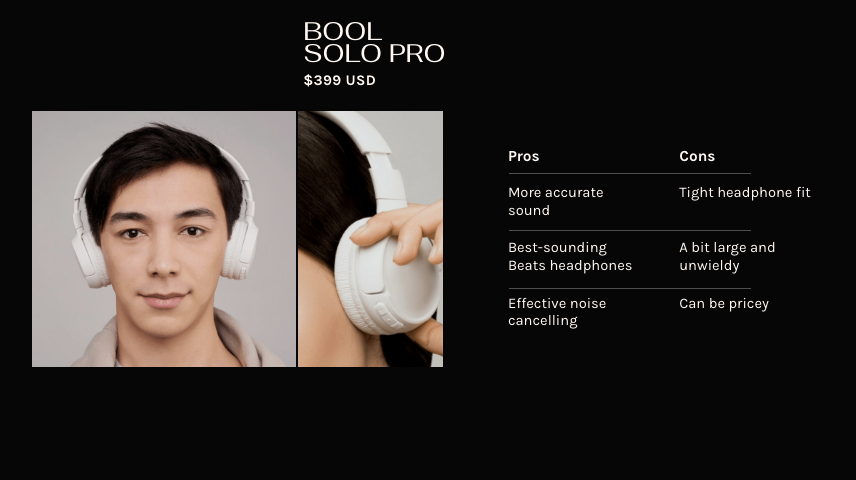 BOOL
SOLO PRO
$399 USD
Pros
Cons
More accurate
sound
Tight headphone fit
Best-sounding
Beats headphones
A bit large and
unwieldy
Effective noise
cancelling
Can be pricey